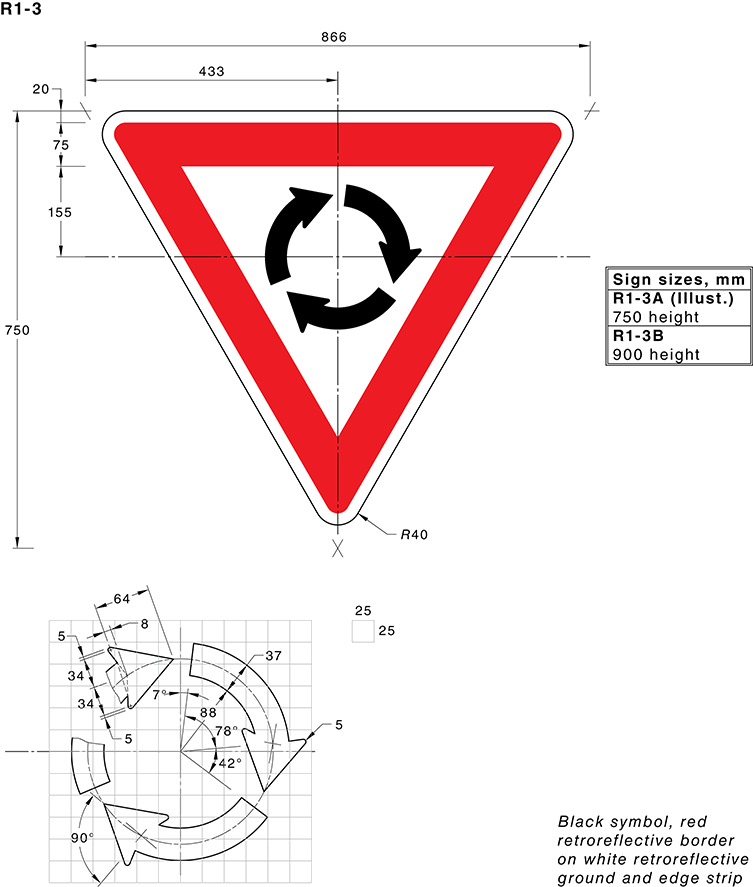 R1-3
866
433
20
75
155
750
Sign sizes, mm
R1-3A (Illust.)
750 height
R1-3B
900 height
R40
64
8
5
34
34
5
37
7°
88
78°
42°
5
90°
25
25
Black symbol, red
retroreflective border
on white retroreflective
ground and edge strip